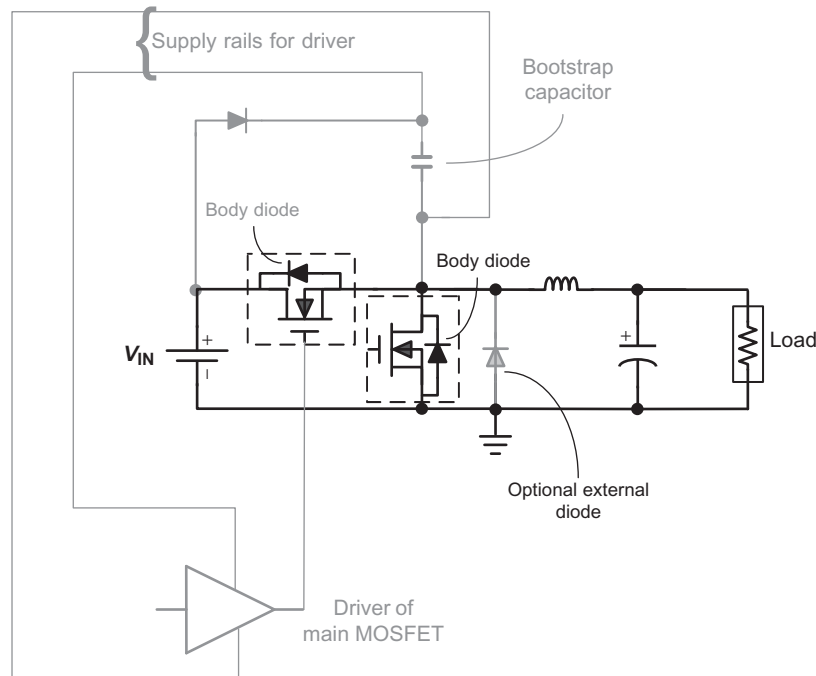 Supply rails for driver
Bootstrap
capacitor
Body diode
Body diode
+
VIN
+
Load
Optional external
diode
Driver of
main MOSFET